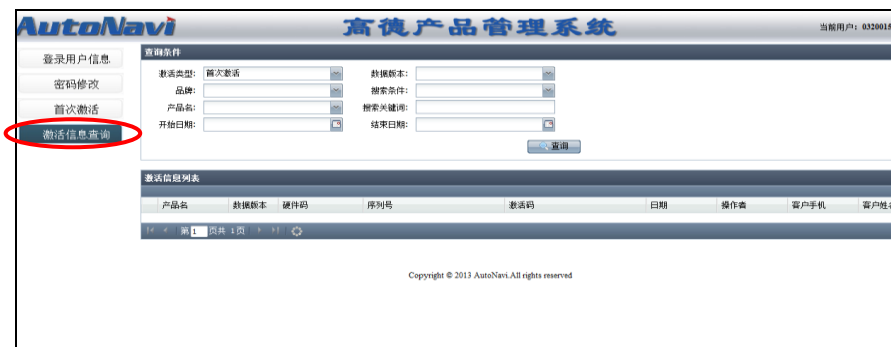 AutoNavi 高德产品管理系统 当前用户: 0320015
登录用户信息
密码修改
首次激活
激活信息查询
查询条件
激活类型: 首次激活 数据版本:
品牌: 搜索条件:
产品名: 搜索关键词:
开始日期: 结束日期:
查询
激活信息列表
产品名 数据版本 硬件码 序列号 激活码 日期 操作者 客户手机 客户姓名
第 1 页共 1页
Copyright © 2013 AutoNavi.All rights reserved